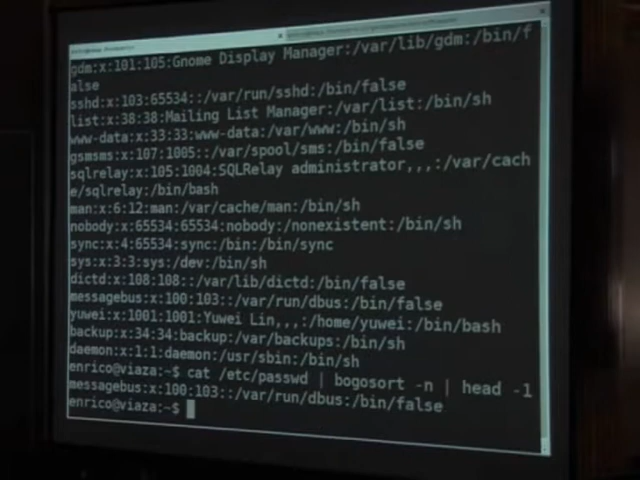 gdm:x:101:105:Gnome Display Manager:/var/lib/gdm:/bin/f
alse
sshd:x:103:65534::/var/run/sshd:/bin/false
list:x:38:38:Mailing List Manager:/var/list:/bin/sh
www-data:x:33:33:www-data:/var/www:/bin/sh
gsmsms:x:107:1005::/var/spool/sms:/bin/false
sqlrelay:x:105:1004:SQLRelay administrator,,,:/var/cach
e/sqlrelay:/bin/bash
man:x:6:12:man:/var/cache/man:/bin/sh
nobody:x:65534:65534:nobody:/nonexistent:/bin/sh
sync:x:4:65534:sync:/bin:/bin/sync
sys:x:3:3:sys:/dev:/bin/sh
dictd:x:108:108::/var/lib/dictd:/bin/false
messagebus:x:100:103::/var/run/dbus:/bin/false
yuwei:x:1001:1001:Yuwei Lin,,,:/home/yuwei:/bin/bash
backup:x:34:34:backup:/var/backups:/bin/sh
daemon:x:1:1:daemon:/usr/sbin:/bin/sh
enrico@viaza:~$ cat /etc/passwd | bogosort -n | head -1
messagebus:x:100:103::/var/run/dbus:/bin/false
enrico@viaza:~$